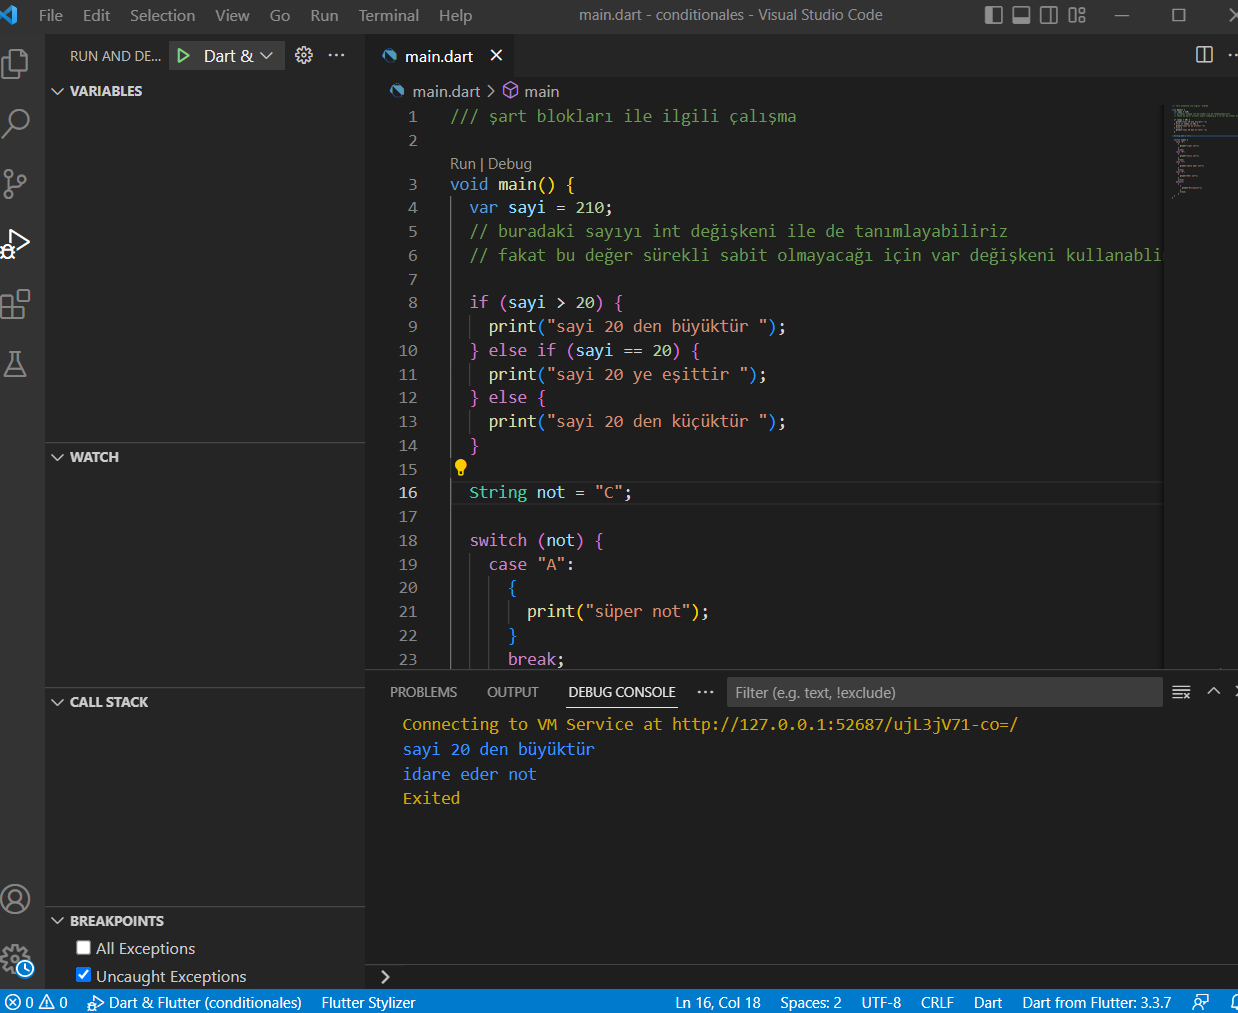 File Edit Selection View Go Run Terminal Help main.dart - conditionales - Visual Studio Code
RUN AND DE... Dart &
VARIABLES
WATCH
CALL STACK
BREAKPOINTS
All Exceptions
Uncaught Exceptions
main.dart
main.dart > main
1 /// şart blokları ile ilgili çalışma
2
Run | Debug
3 void main() {
4 var sayi = 210;
5 // buradaki sayıyı int değişkeni ile de tanımlayabiliriz
6 // fakat bu değer sürekli sabit olmayacağı için var değişkeni kullanabli
7
8 if (sayi > 20) {
9 print("sayi 20 den büyüktür ");
10 } else if (sayi == 20) {
11 print("sayi 20 ye eşittir ");
12 } else {
13 print("sayi 20 den küçüktür ");
14 }
15
16 String not = "C";
17
18 switch (not) {
19 case "A":
20 {
21 print("süper not");
22 }
23 break;
PROBLEMS OUTPUT DEBUG CONSOLE ... Filter (e.g. text, !exclude)
Connecting to VM Service at http://127.0.0.1:52687/ujL3jV71-co=/
sayi 20 den büyüktür
idare eder not
Exited
0 0 Dart & Flutter (conditionales) Flutter Stylizer Ln 16, Col 18 Spaces: 2 UTF-8 CRLF Dart Dart from Flutter: 3.3.7